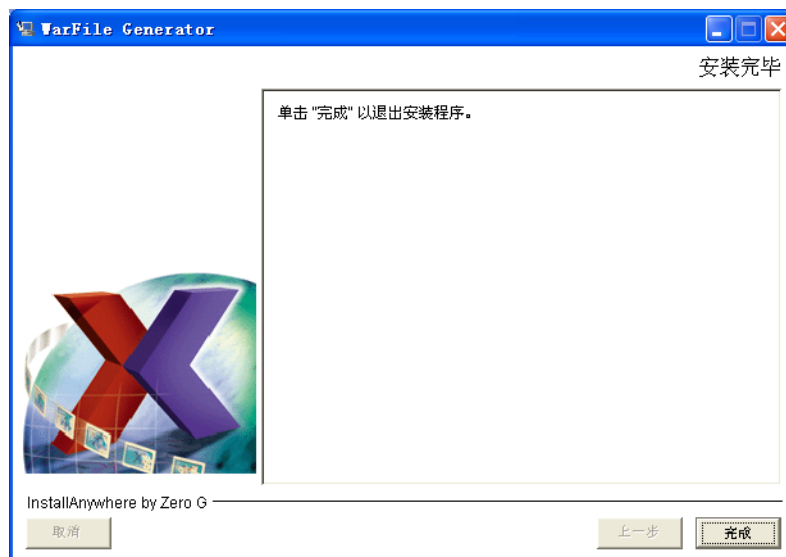 WarFile Generator
安装完毕
单击 "完成" 以退出安装程序。
InstallAnywhere by Zero G
取消
上一步
完成